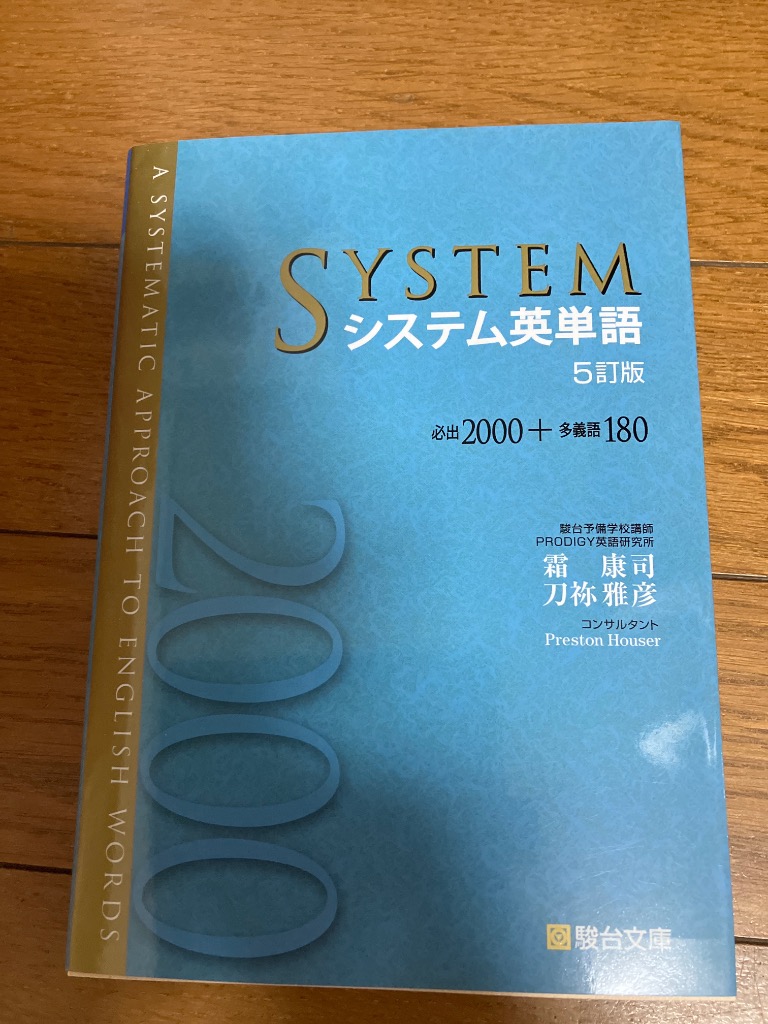 A SYSTEMATIC APPROACH TO ENGLISH WORDS
SYSTEM
システム英単語
5訂版
必出2000+多義語180
2000
駿台予備学校講師
PRODIGY英語研究所
霜 康司
刀祢 雅彦
コンサルタント
Preston Houser
駿台文庫